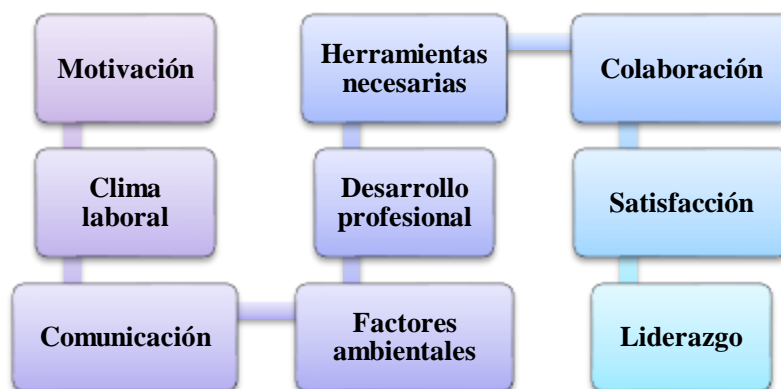 Motivación
Clima
laboral
Comunicación
Factores
ambientales
Desarrollo
profesional
Herramientas
necesarias
Colaboración
Satisfacción
Liderazgo